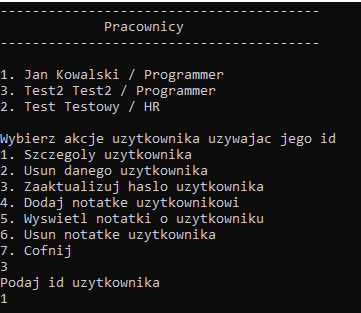 ----------------------------------------
Pracownicy
----------------------------------------
1. Jan Kowalski / Programmer
3. Test2 Test2 / Programmer
2. Test Testowy / HR
Wybierz akcje uzytkownika uzywajac jego id
1. Szczegoly uzytkownika
2. Usun danego uzytkownika
3. Zaaktualizuj haslo uzytkownika
4. Dodaj notatke uzytkownikowi
5. Wyswietl notatki o uzytkowniku
6. Usun notatke uzytkownika
7. Cofnij
3
Podaj id uzytkownika
1